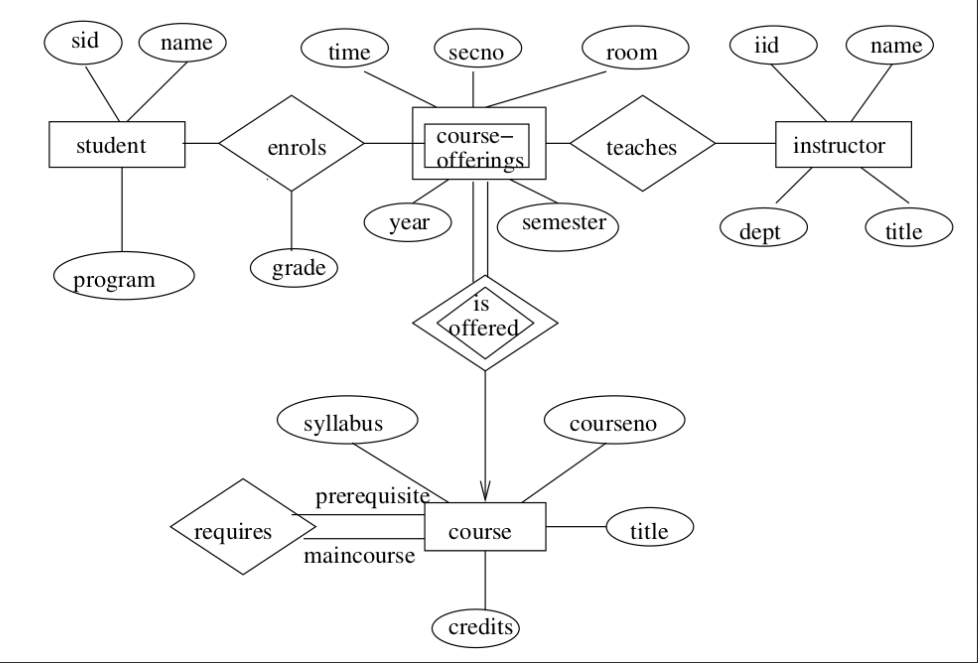 sid
name
time
secno
room
iid
name
student
enrols
course–
offerings
teaches
instructor
year
semester
dept
title
program
grade
is
offered
syllabus
courseno
prerequisite
requires
course
title
maincourse
credits